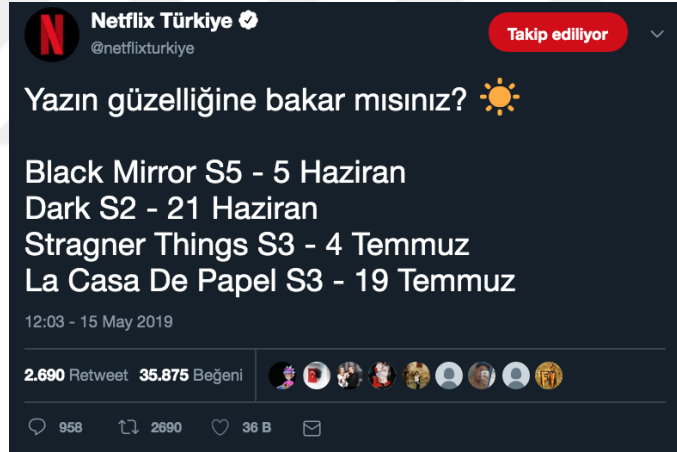 Netflix Türkiye
@netflixturkiye
Takip ediliyor
Yazın güzelliğine bakar mısınız?
Black Mirror S5 - 5 Haziran
Dark S2 - 21 Haziran
Stragner Things S3 - 4 Temmuz
La Casa De Papel S3 - 19 Temmuz
12:03 - 15 May 2019
2.690 Retweet 35.875 Beğeni
958 2690 36 B